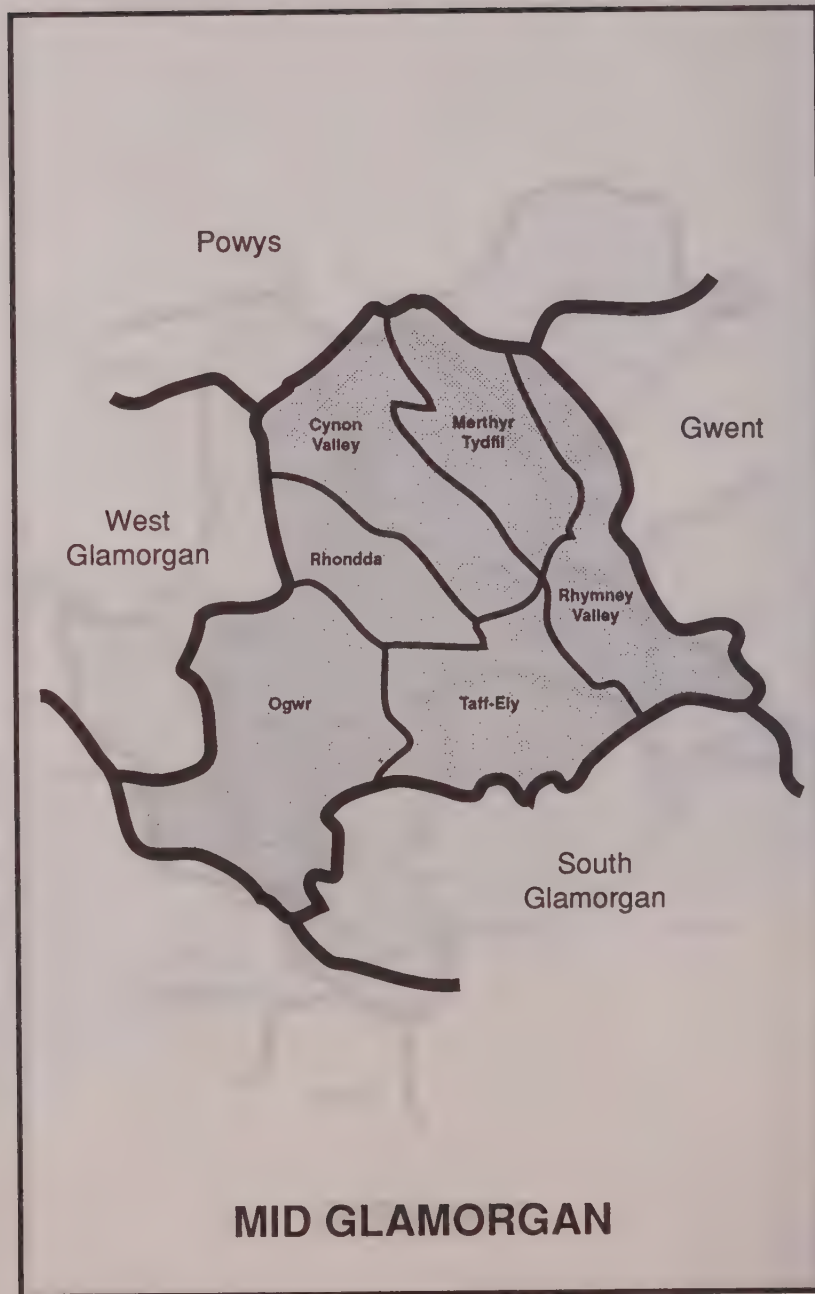 Powys
Cynon
Valley
Merthyr
Tydfil
Gwent
West
Glamorgan
Rhondda
Rhymney
Valley
Ogwr
Taff-Ely
South
Glamorgan
MID GLAMORGAN